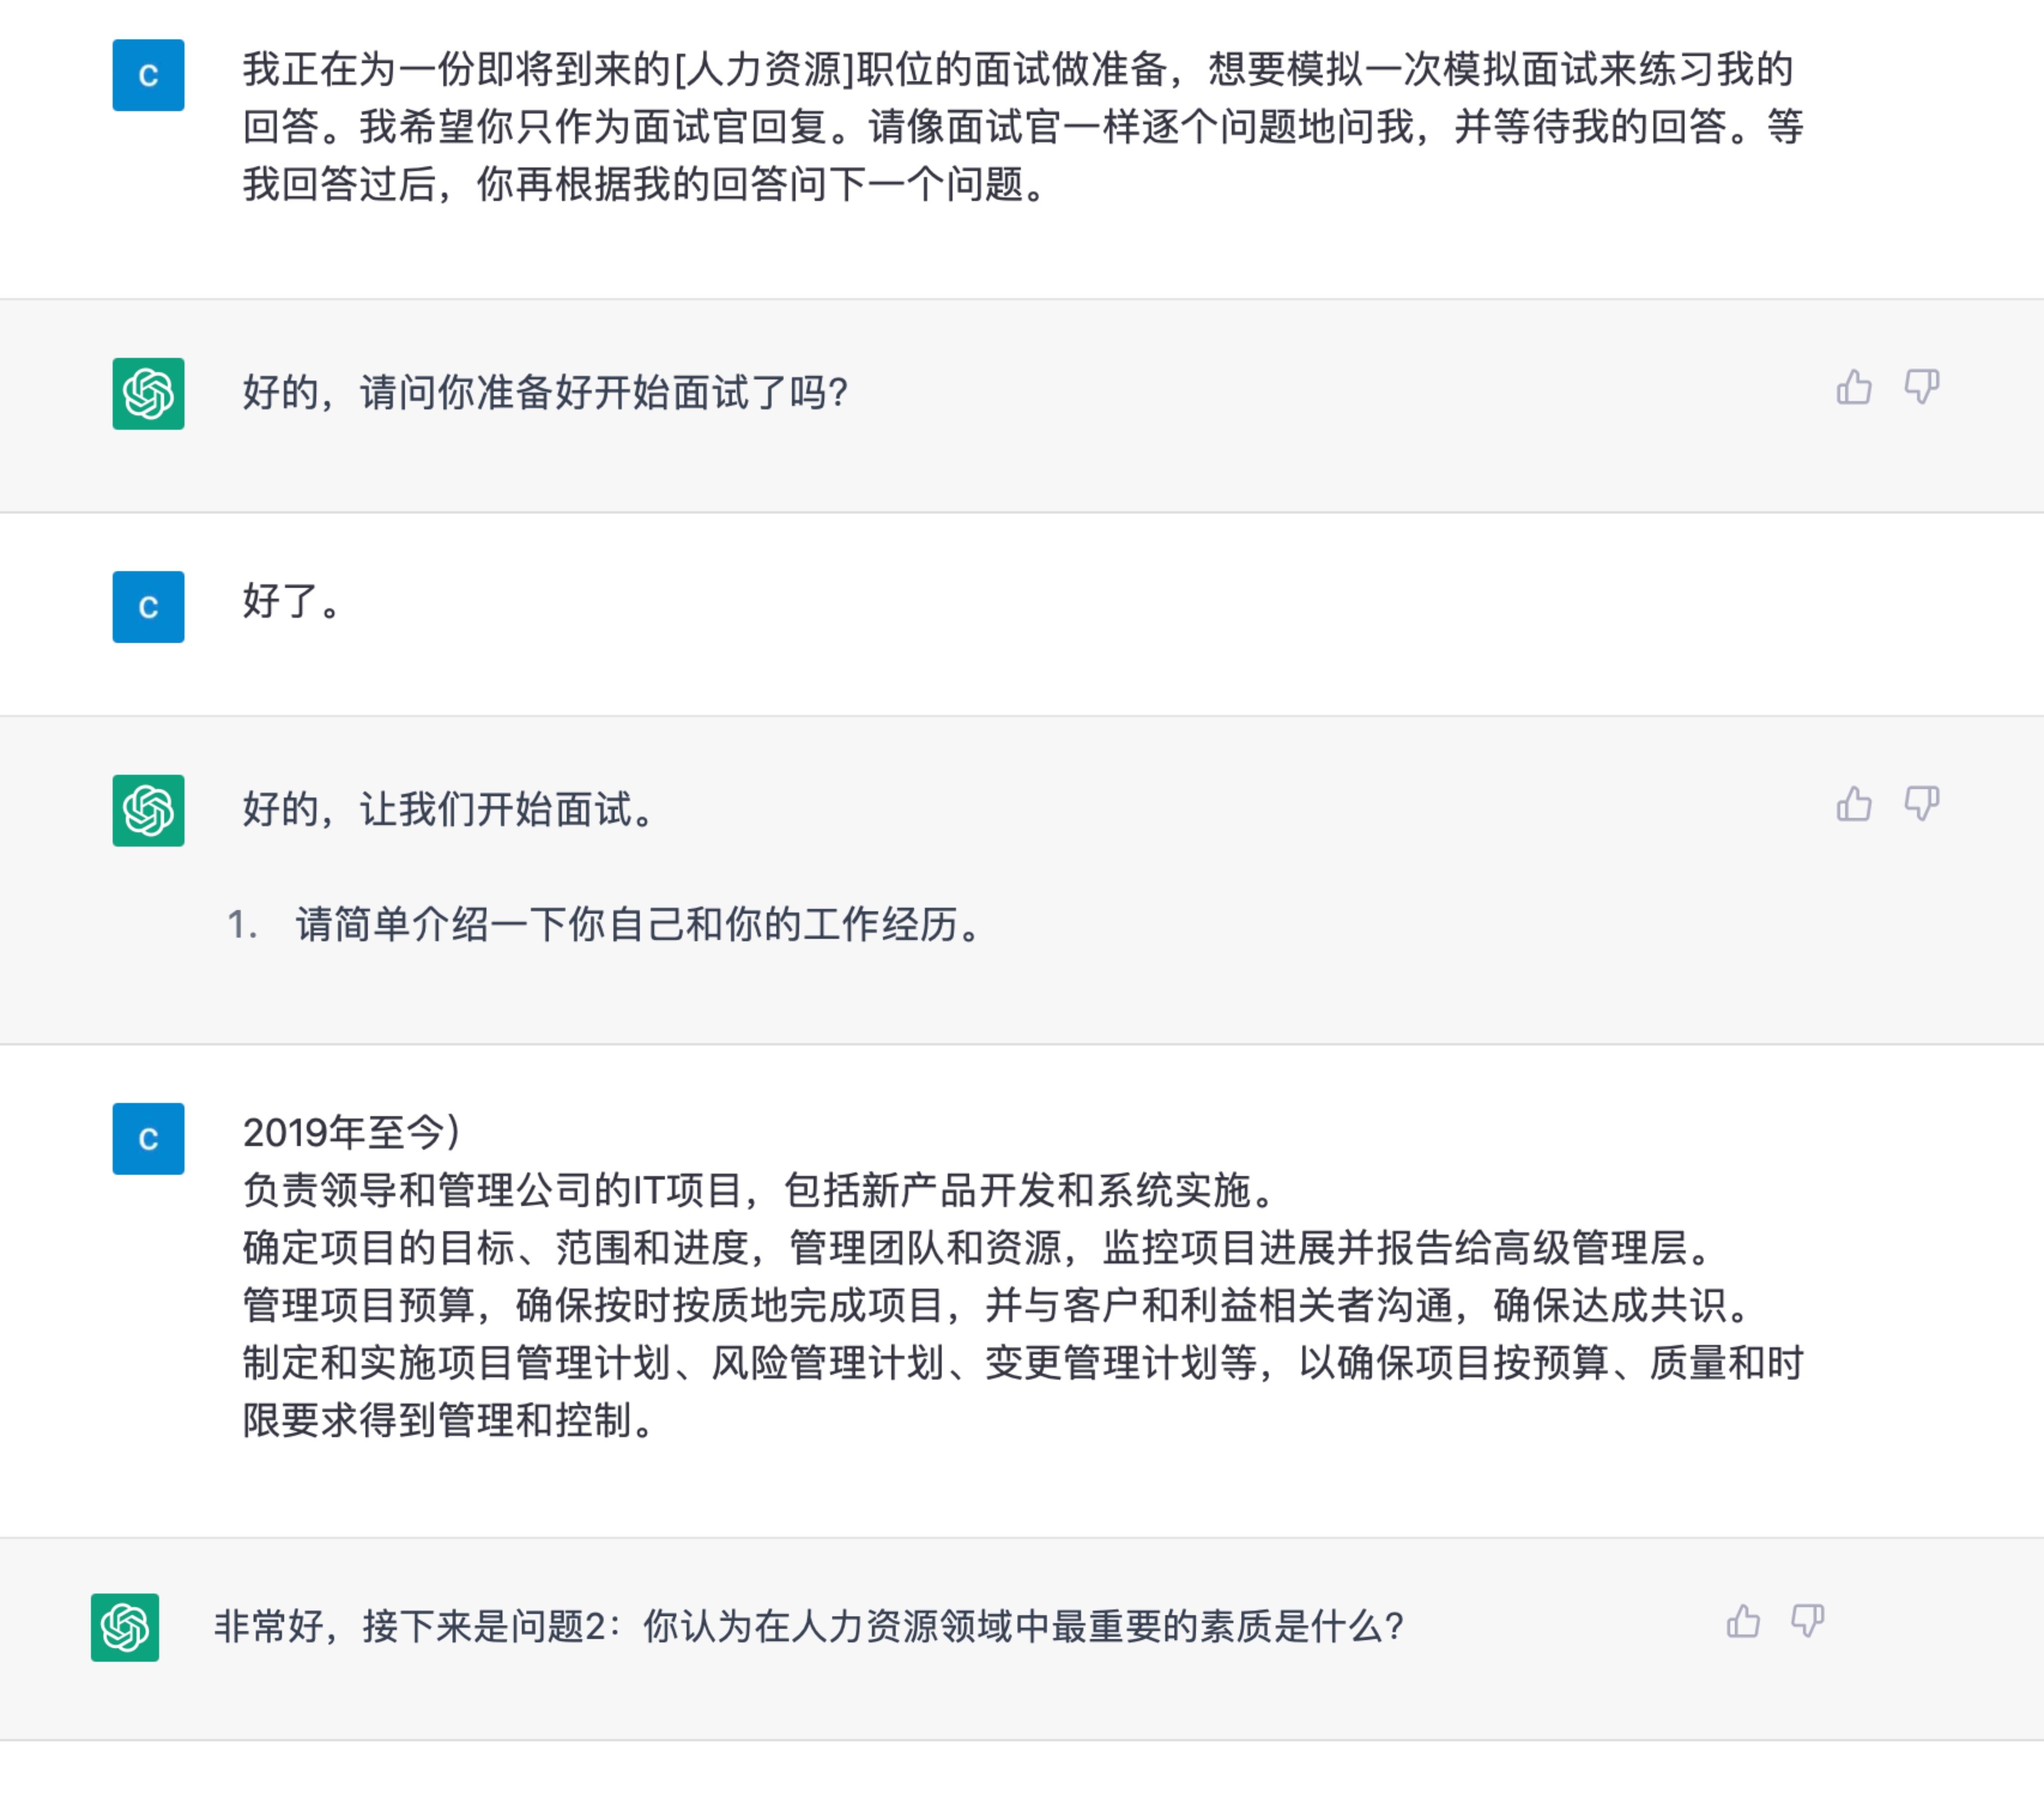 C
我正在为一份即将到来的[人力资源]职位的面试做准备，想要模拟一次模拟面试来练习我的
回答。我希望你只作为面试官回复。请像面试官一样逐个问题地问我，并等待我的回答。等
我回答过后，你再根据我的回答问下一个问题。
好的，请问你准备好开始面试了吗？
C
好了。
好的，让我们开始面试。
1. 请简单介绍一下你自己和你的工作经历。
C
2019年至今）
负责领导和管理公司的IT项目，包括新产品开发和系统实施。
确定项目的目标、范围和进度，管理团队和资源，监控项目进展并报告给高级管理层。
管理项目预算，确保按时按质地完成项目，并与客户和利益相关者沟通，确保达成共识。
制定和实施项目管理计划、风险管理计划、变更管理计划等，以确保项目按预算、质量和时
限要求得到管理和控制。
非常好，接下来是问题2：你认为在人力资源领域中最重要的素质是什么？